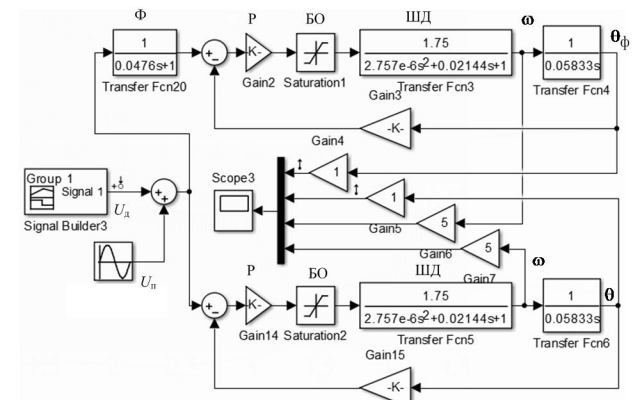 Ф
Р
БО
ШД
ω
θф
1
0.0476s+1
Transfer Fcn20
K-
Gain2
Saturation1
1.75
2.757e-6s²+0.02144s+1
Transfer Fcn3
1
0.05833s
Transfer Fcn4
Gain3
-K-
Gain4
1
Scope3
1
Gain5
5
Gain6
5
Gain7
Group 1
Signal 1
Signal Builder3
Uд
Uп
Р
БО
ШД
ω
θ
K-
Gain14
Saturation2
1.75
2.757e-6s²+0.02144s+1
Transfer Fcn5
1
0.05833s
Transfer Fcn6
Gain15
-K-